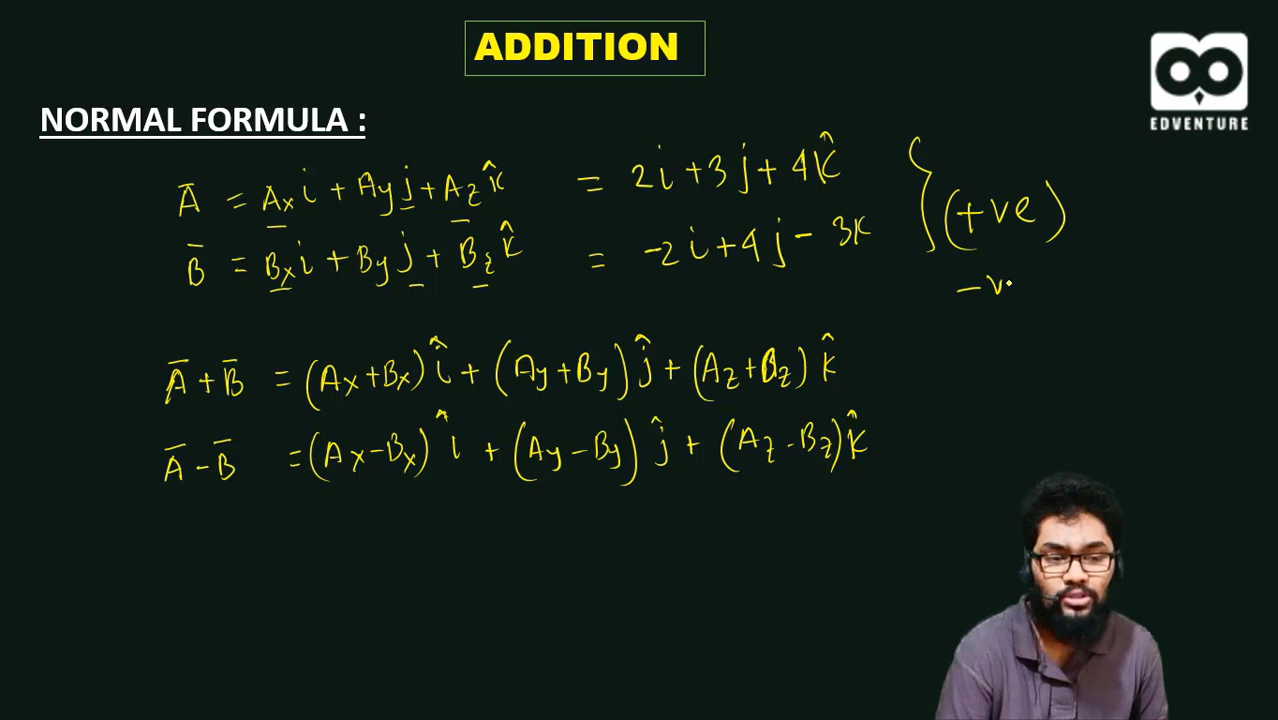 ADDITION
EDVENTURE
NORMAL FORMULA :
A̅ = Axi + Ayj + Azk̂ = 2i + 3j + 4k̂
B̅ = Bxi + Byj + Bzk̂ = -2i + 4j - 3k
(+ve)
-v
A̅ + B̅ = (Ax+Bx)î + (Ay+By)ĵ + (Az+Bz)k̂
A̅ - B̅ = (Ax-Bx)î + (Ay-By)ĵ + (Az-Bz)k̂